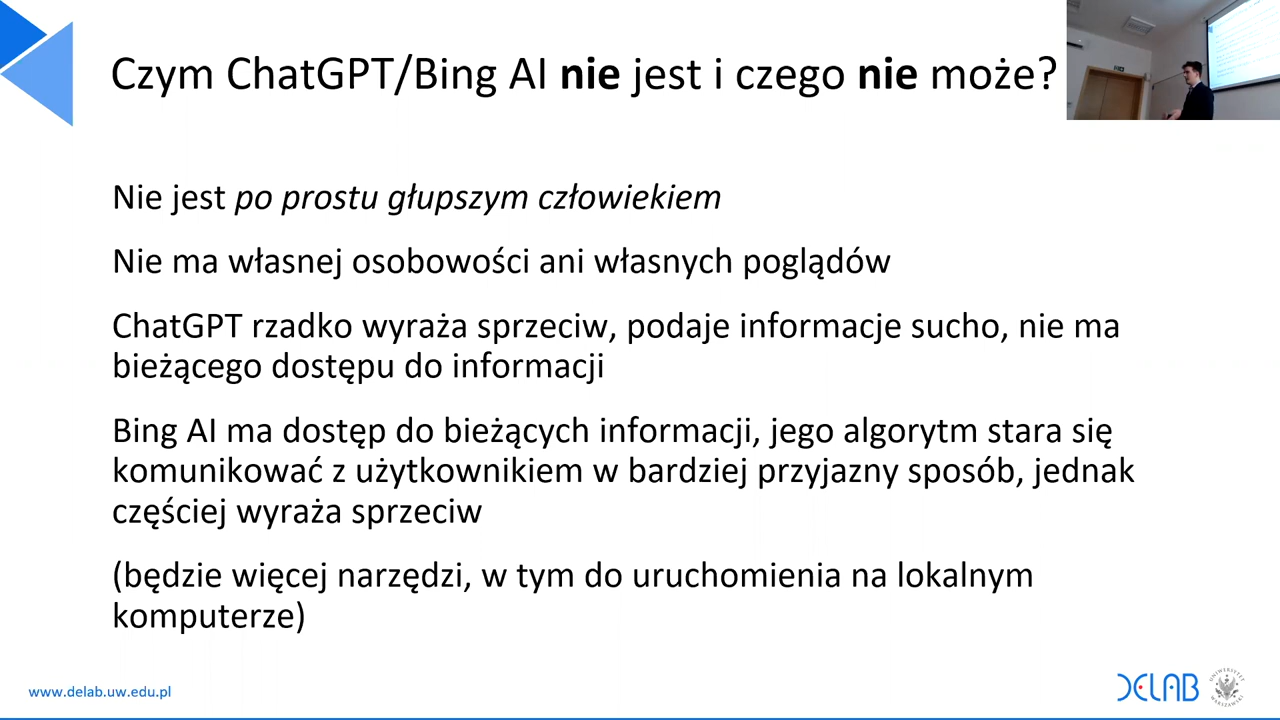 Czym ChatGPT/Bing AI nie jest i czego nie może?
Nie jest po prostu głupszym człowiekiem
Nie ma własnej osobowości ani własnych poglądów
ChatGPT rzadko wyraża sprzeciw, podaje informacje sucho, nie ma
bieżącego dostępu do informacji
Bing AI ma dostęp do bieżących informacji, jego algorytm stara się
komunikować z użytkownikiem w bardziej przyjazny sposób, jednak
częściej wyraża sprzeciw
(będzie więcej narzędzi, w tym do uruchomienia na lokalnym
komputerze)
www.delab.uw.edu.pl
DELAB
UNIWERSYTET
WARSZAWSKI